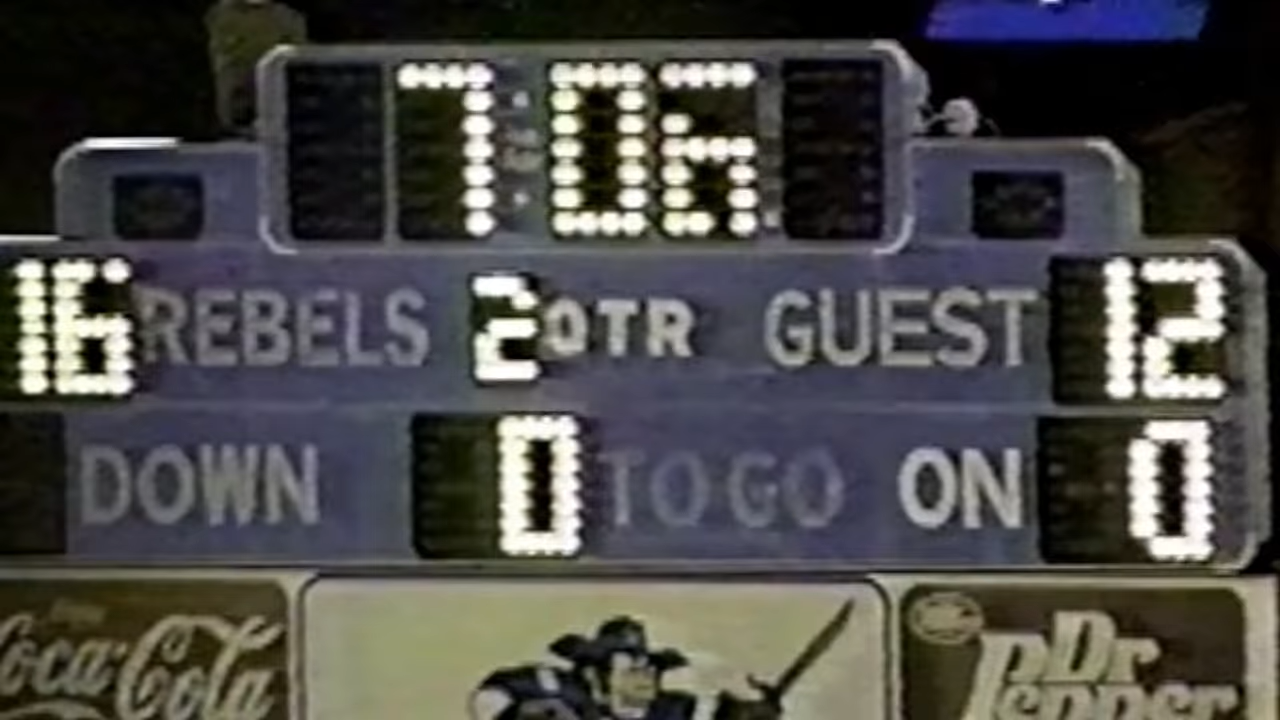 7:06
16 REBELS 2 QTR GUEST 12
DOWN 0 TO GO ON 0
Coca-Cola
Dr Pepper